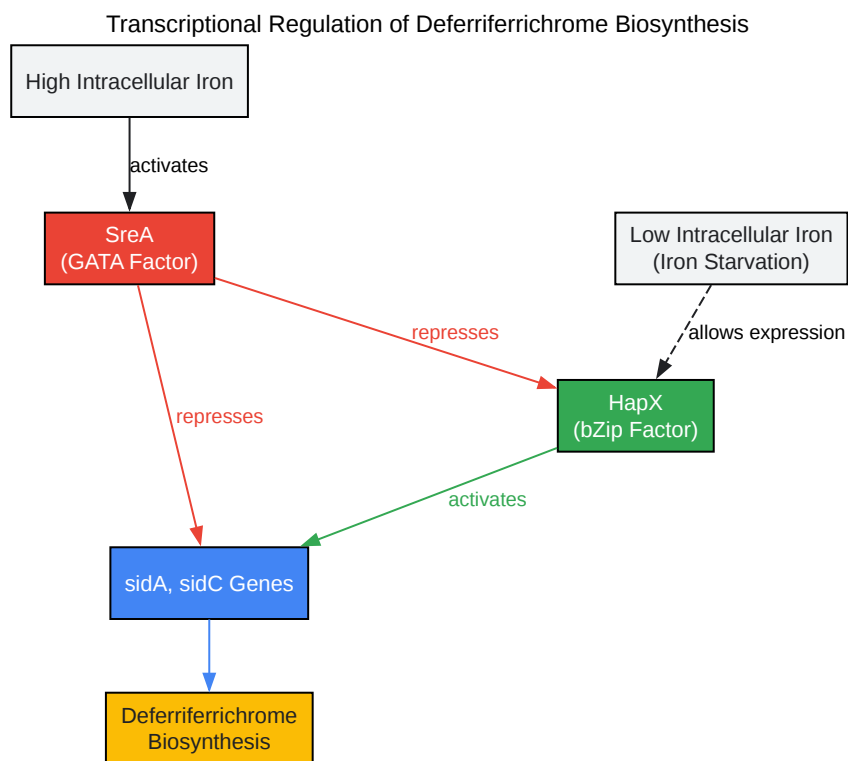 Transcriptional Regulation of Deferriferrichrome Biosynthesis
High Intracellular Iron
activates
SreA
(GATA Factor)
Low Intracellular Iron
(Iron Starvation)
represses
allows expression
HapX
(bZip Factor)
represses
activates
sidA, sidC Genes
Deferriferrichrome
Biosynthesis